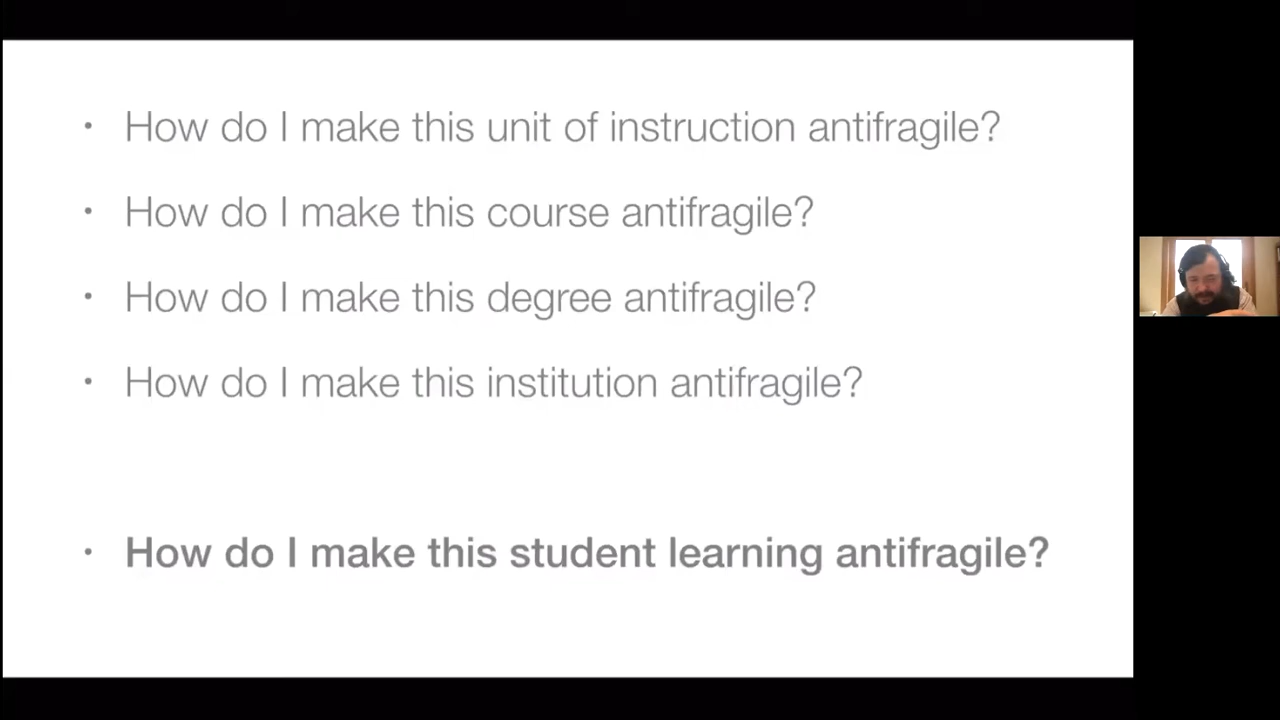 • How do I make this unit of instruction antifragile?
• How do I make this course antifragile?
• How do I make this degree antifragile?
• How do I make this institution antifragile?
• How do I make this student learning antifragile?